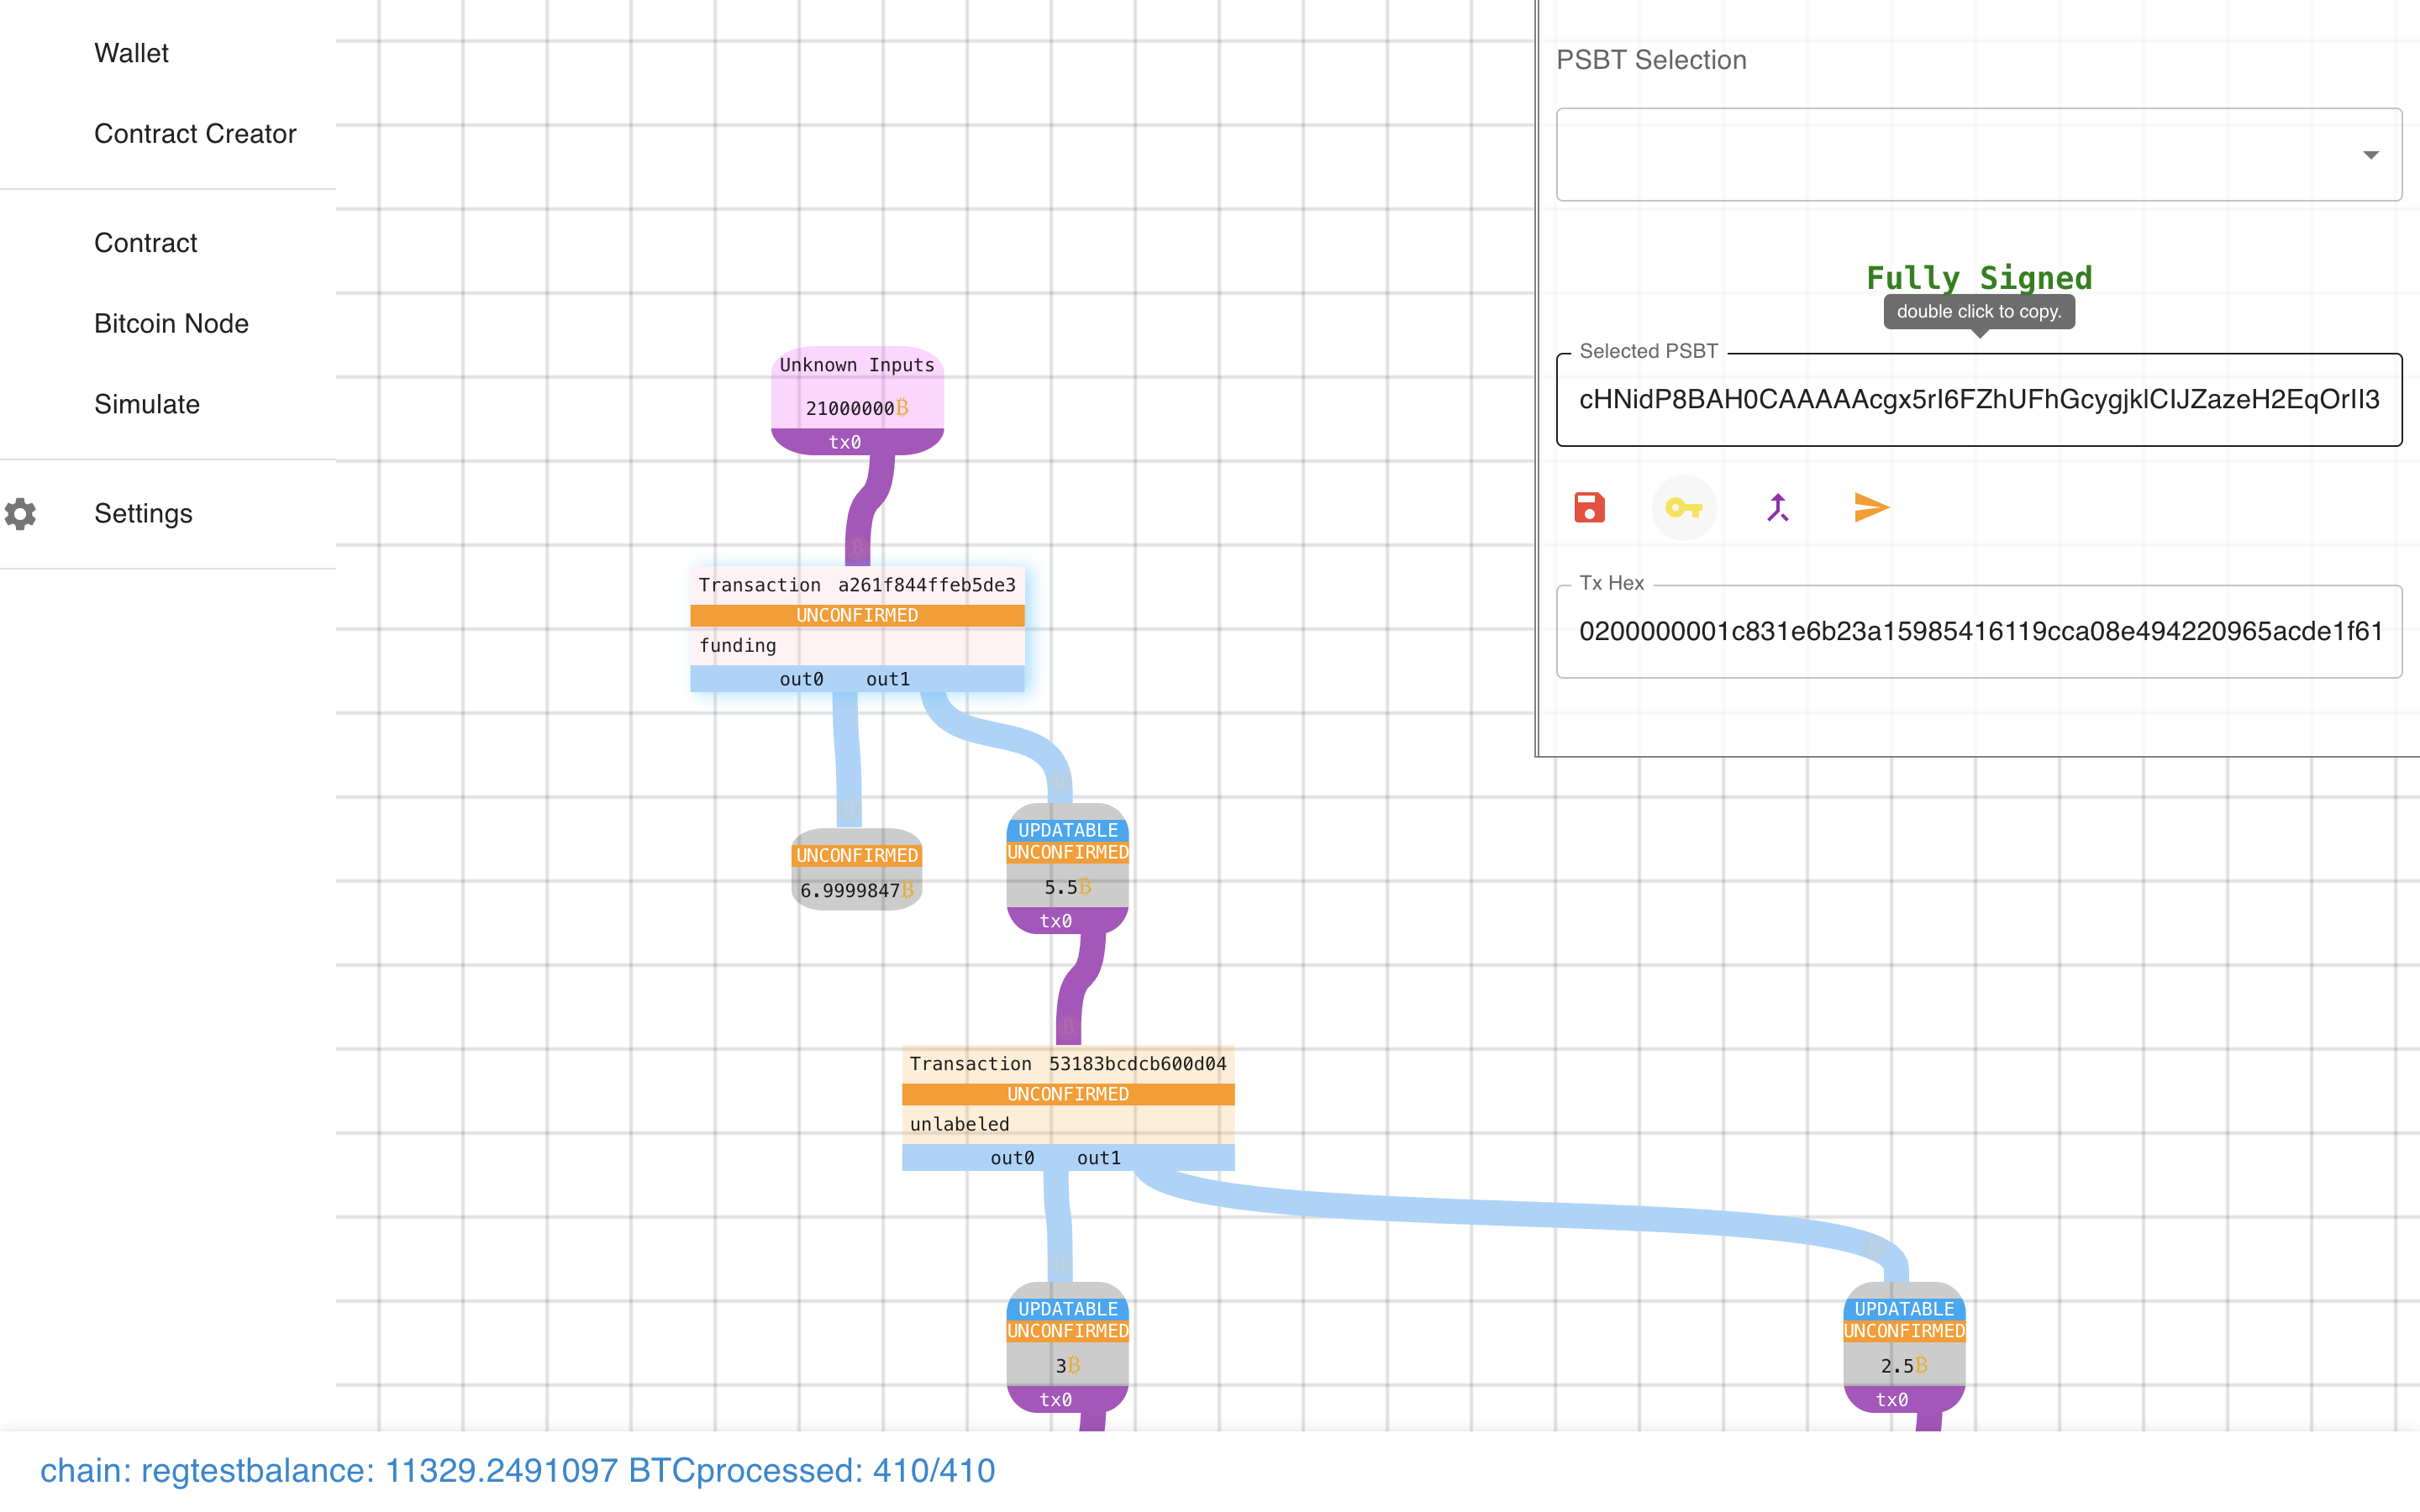 Wallet
Contract Creator
Contract
Bitcoin Node
Simulate
Settings
PSBT Selection
Fully Signed
double click to copy.
Selected PSBT
cHNidP8BAH0CAAAAAcgx5rI6FZhUFhGcygjklCIJZazeH2EqOrII3
Tx Hex
0200000001c831e6b23a15985416119cca08e494220965acde1f61
Unknown Inputs
21000000₿
tx0
Transaction a261f844ffeb5de3
UNCONFIRMED
funding
out0 out1
UNCONFIRMED
6.9999847₿
UPDATABLE
UNCONFIRMED
5.5₿
tx0
Transaction 53183bcdcb600d04
UNCONFIRMED
unlabeled
out0 out1
UPDATABLE
UNCONFIRMED
3₿
tx0
UPDATABLE
UNCONFIRMED
2.5₿
tx0
chain: regtestbalance: 11329.2491097 BTCprocessed: 410/410